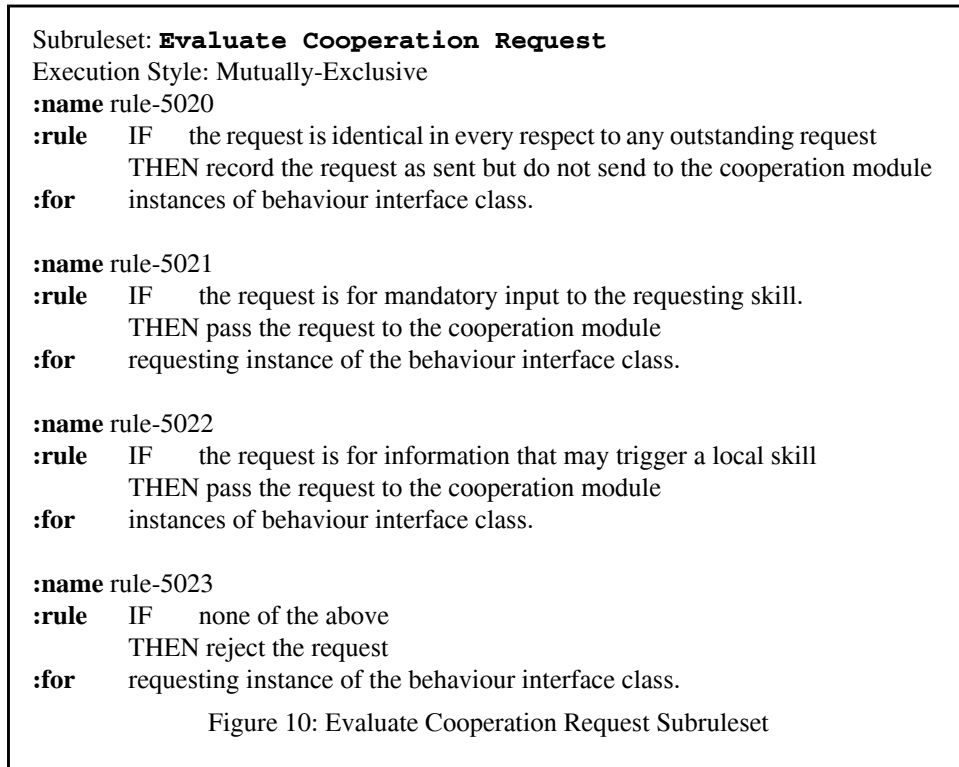 Subruleset: Evaluate Cooperation Request
Execution Style: Mutually-Exclusive
:name rule-5020
:rule IF the request is identical in every respect to any outstanding request
THEN record the request as sent but do not send to the cooperation module
:for instances of behaviour interface class.
:name rule-5021
:rule IF the request is for mandatory input to the requesting skill.
THEN pass the request to the cooperation module
:for requesting instance of the behaviour interface class.
:name rule-5022
:rule IF the request is for information that may trigger a local skill
THEN pass the request to the cooperation module
:for instances of behaviour interface class.
:name rule-5023
:rule IF none of the above
THEN reject the request
:for requesting instance of the behaviour interface class.
Figure 10: Evaluate Cooperation Request Subruleset